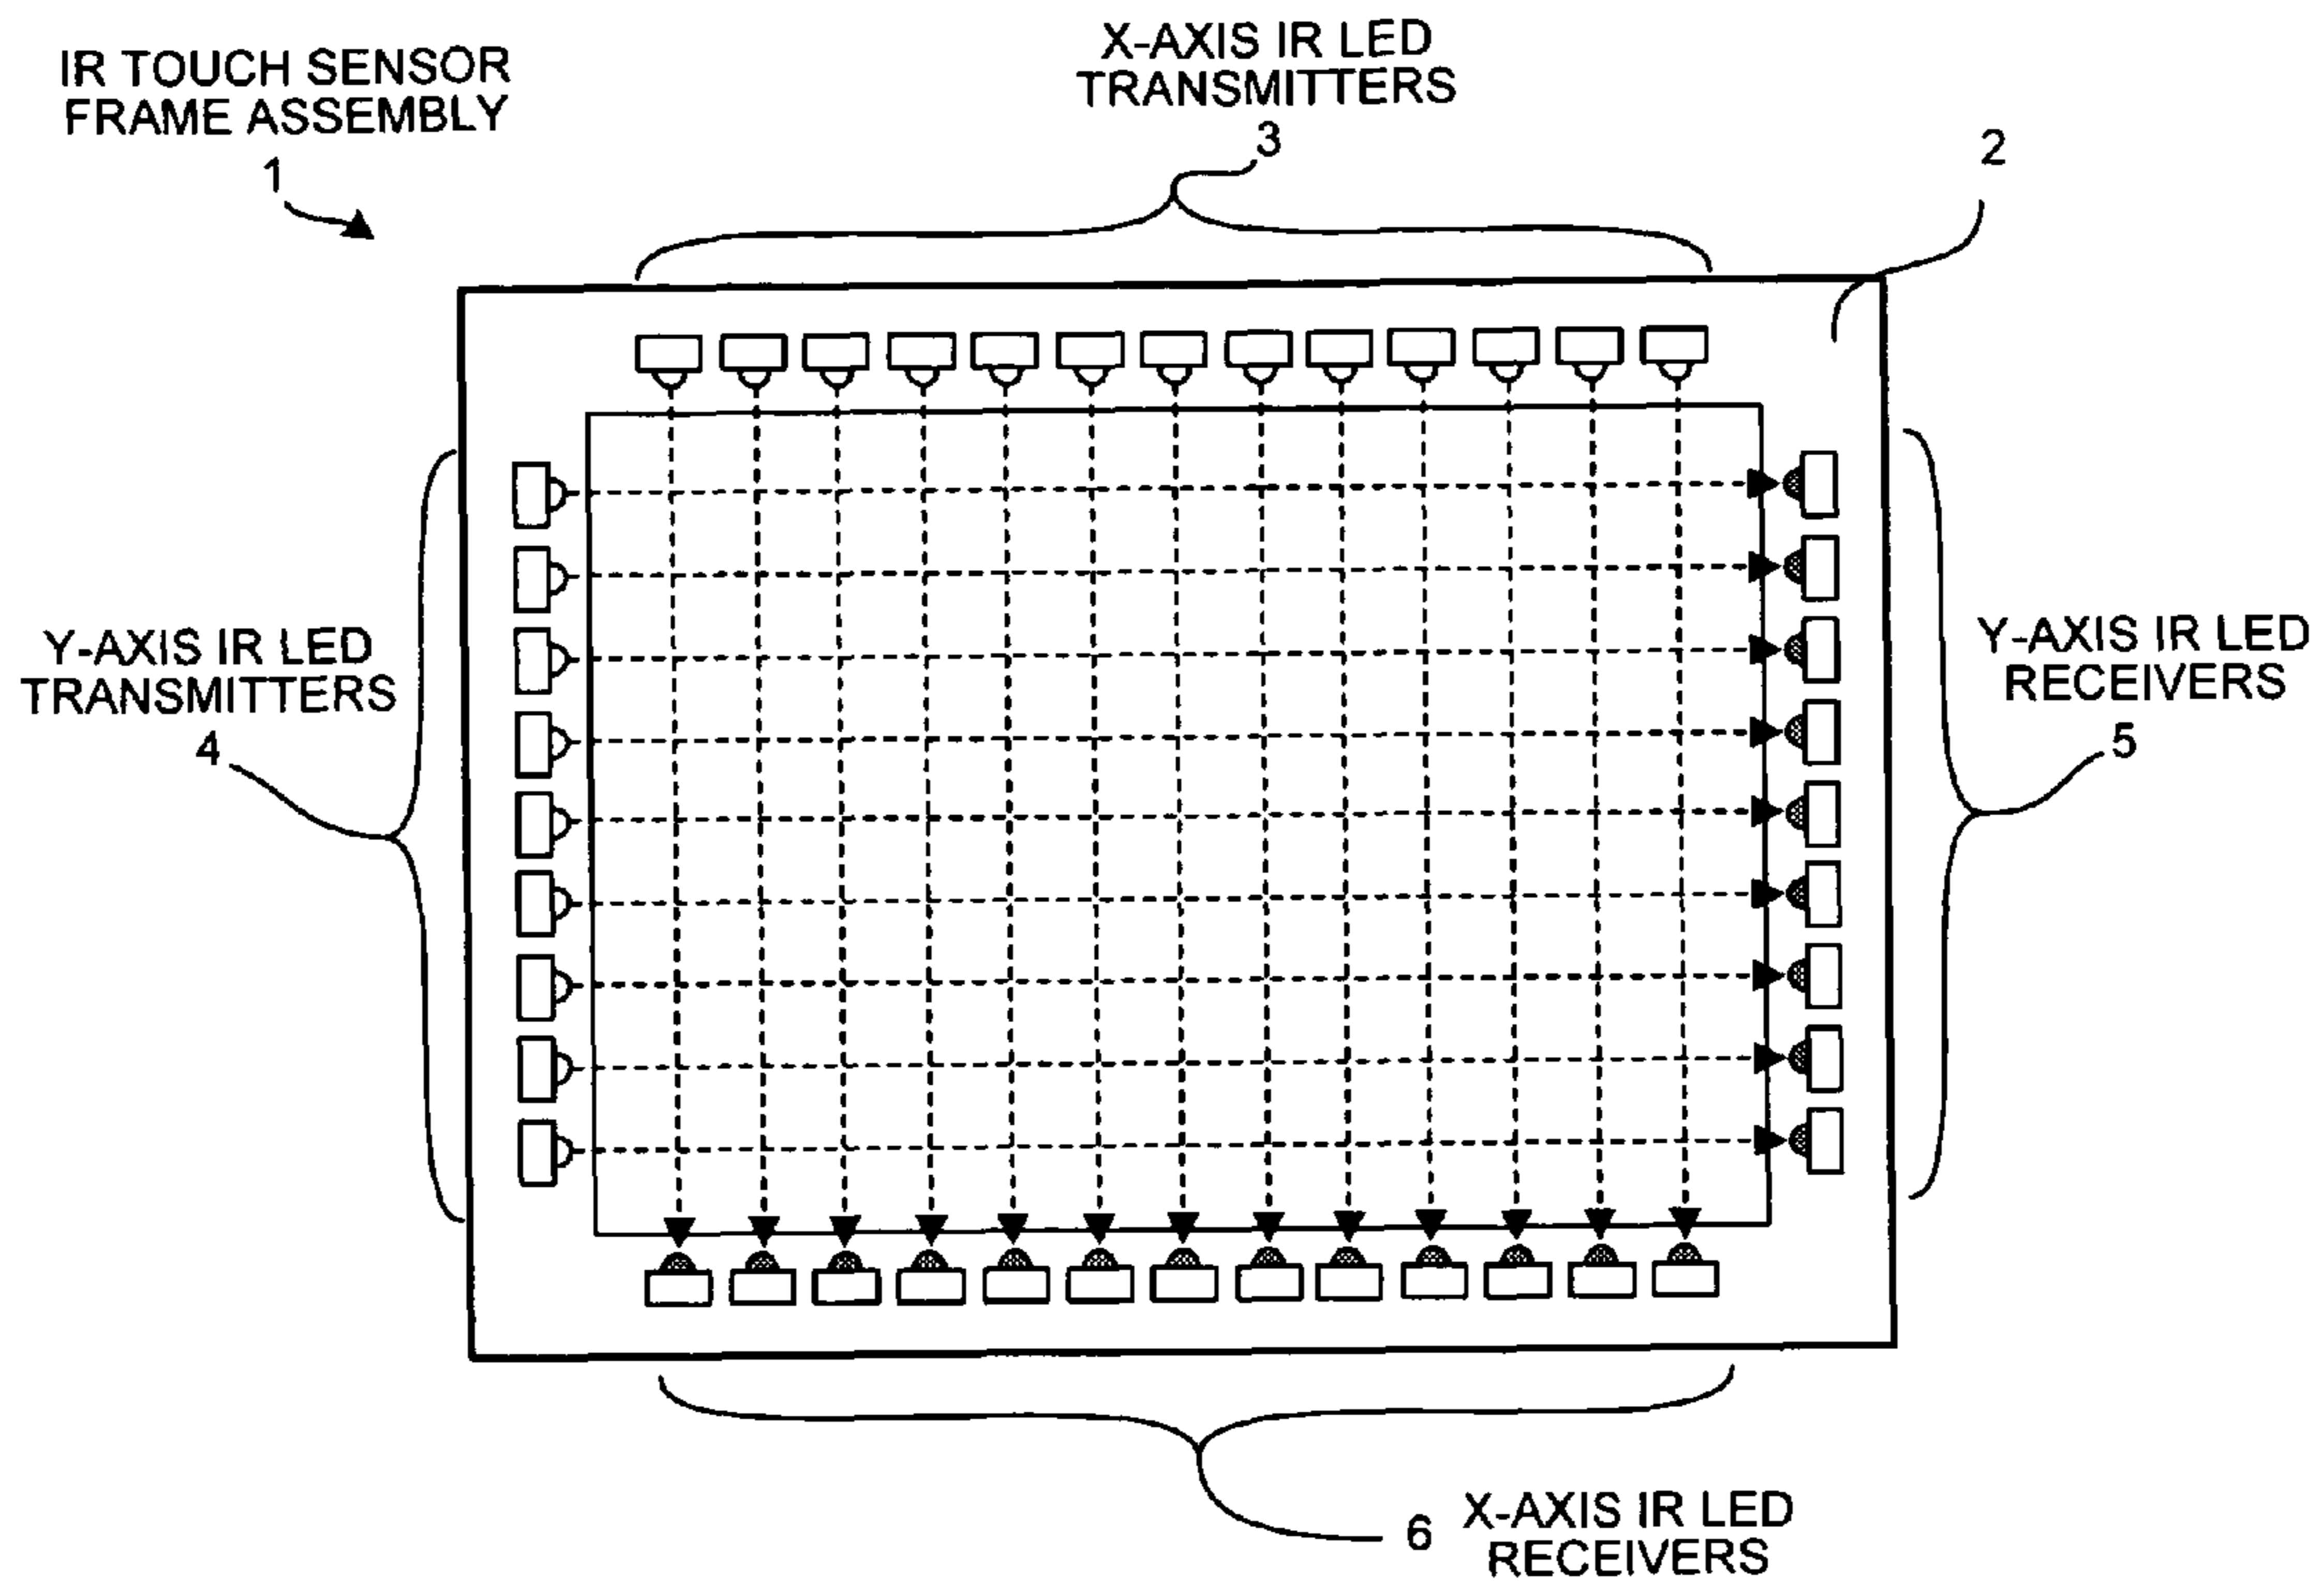 IR TOUCH SENSOR
FRAME ASSEMBLY
1
X-AXIS IR LED
TRANSMITTERS
3
2
Y-AXIS IR LED
TRANSMITTERS
4
Y-AXIS IR LED
RECEIVERS
5
6
X-AXIS IR LED
RECEIVERS